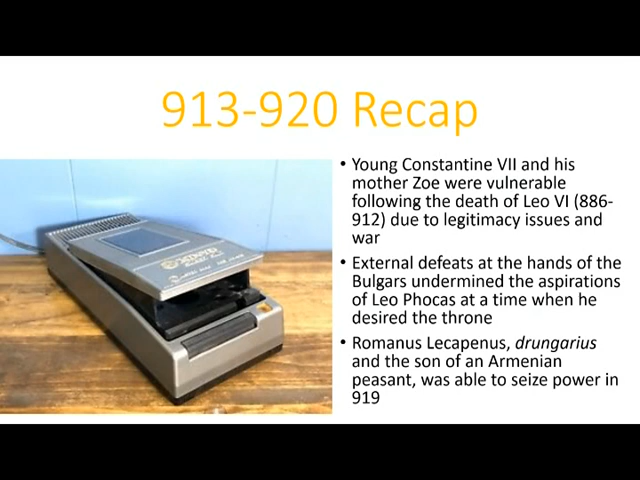 913-920 Recap
• Young Constantine VII and his
mother Zoe were vulnerable
following the death of Leo VI (886-
912) due to legitimacy issues and
war
• External defeats at the hands of the
Bulgars undermined the aspirations
of Leo Phocas at a time when he
desired the throne
• Romanus Lecapenus, drungarius
and the son of an Armenian
peasant, was able to seize power in
919